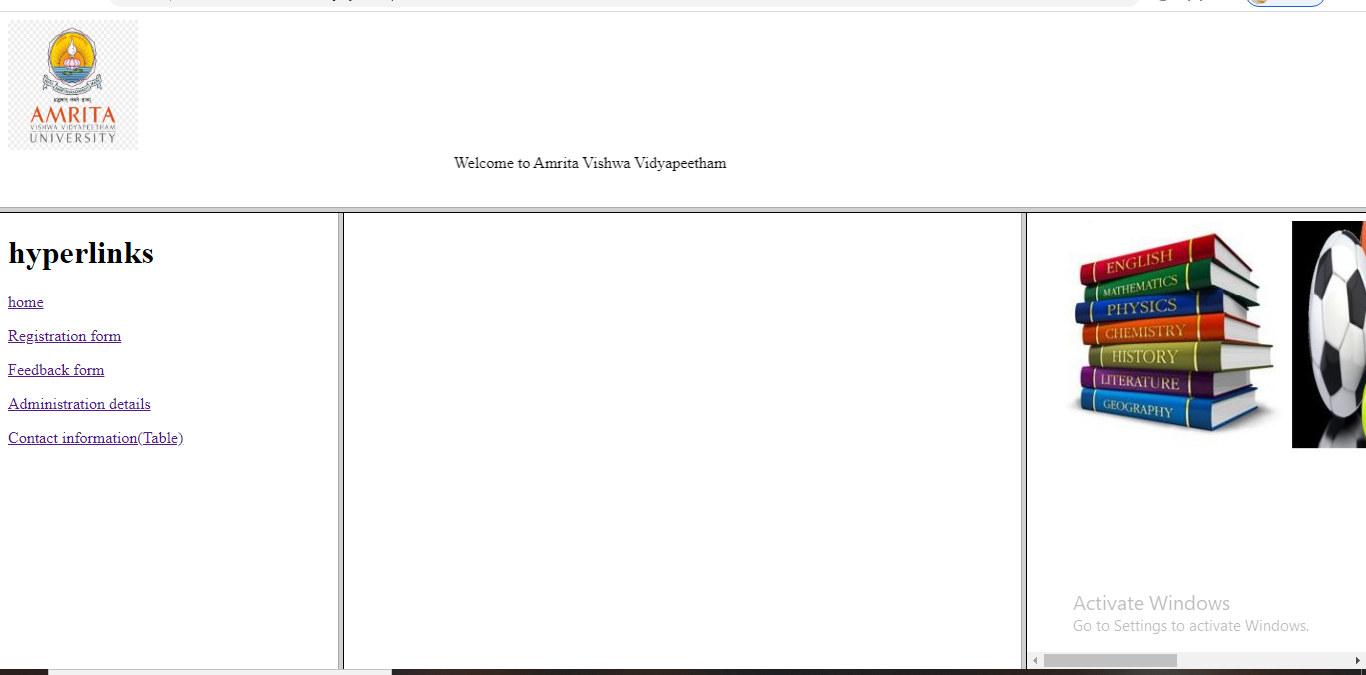 AMRITA
VISHWA VIDYAPEETHAM
UNIVERSITY
Welcome to Amrita Vishwa Vidyapeetham
hyperlinks
home
Registration form
Feedback form
Administration details
Contact information(Table)
ENGLISH
MATHEMATICS
PHYSICS
CHEMISTRY
HISTORY
LITERATURE
GEOGRAPHY
Activate Windows
Go to Settings to activate Windows.